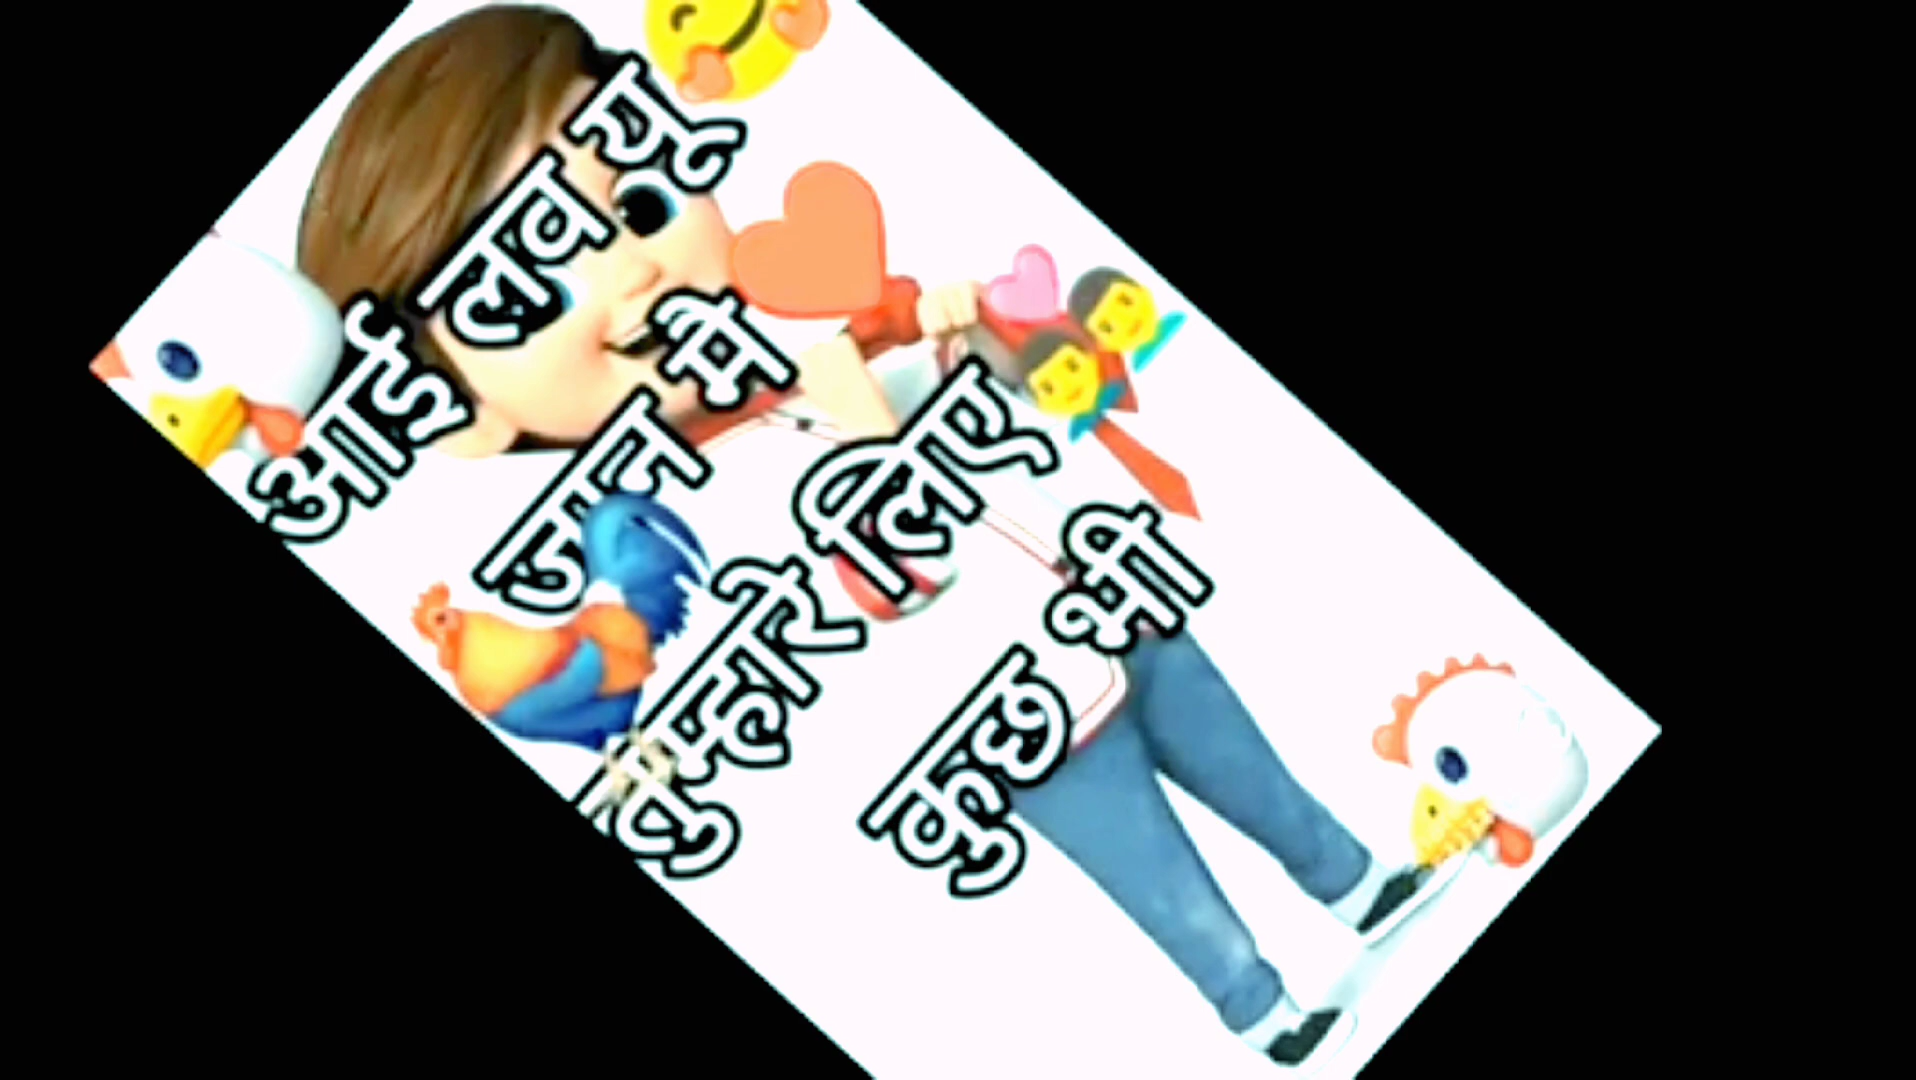 आई लव यू
जान मै
तुम्हारे लिए
कुछ भी